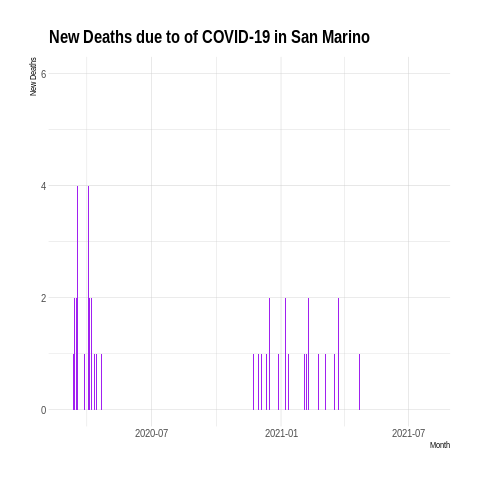 New Deaths due to of COVID-19 in San Marino
New Deaths
6
4
2
0
2020-07
2021-01
2021-07
Month